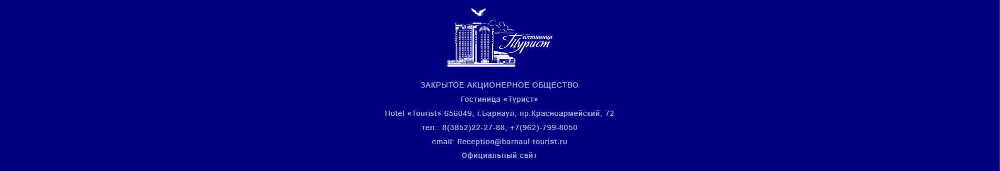 гостиница
Турист
ЗАКРЫТОЕ АКЦИОНЕРНОЕ ОБЩЕСТВО
Гостиница «Турист»
Hotel «Tourist» 656049, г.Барнаул, пр.Красноармейский, 72
тел.: 8(3852)22-27-88, +7(962)-799-8050
email: Reception@barnaul-tourist.ru
Официальный сайт